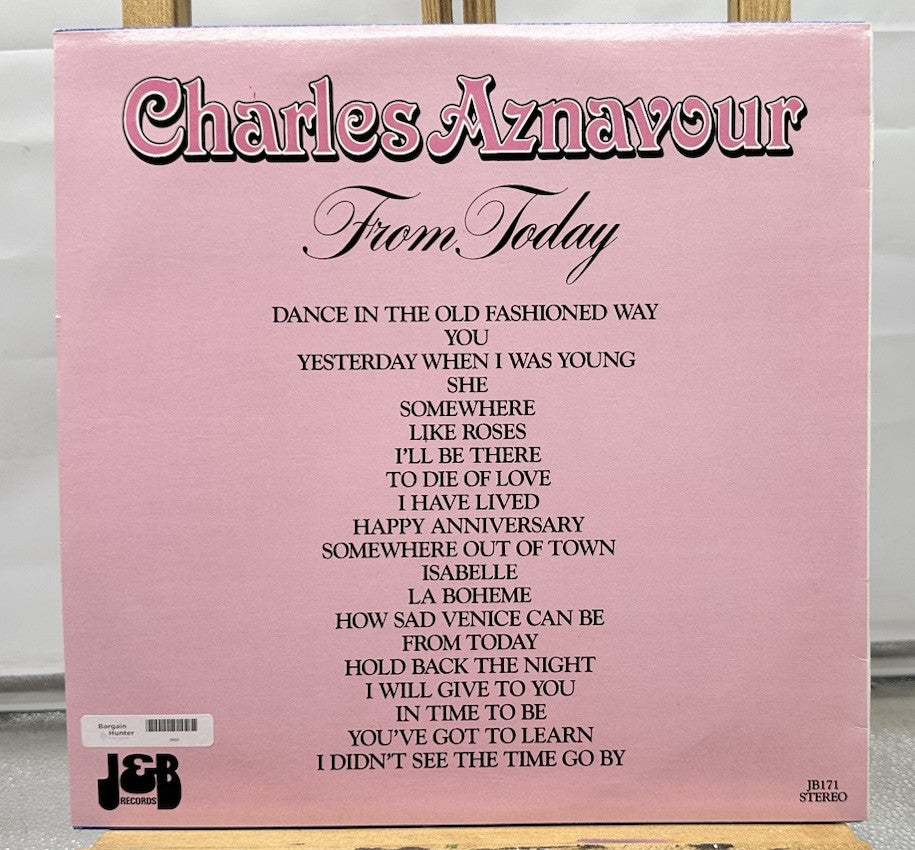 Charles Aznavour
From Today
DANCE IN THE OLD FASHIONED WAY
YOU
YESTERDAY WHEN I WAS YOUNG
SHE
SOMEWHERE
LIKE ROSES
I'LL BE THERE
TO DIE OF LOVE
I HAVE LIVED
HAPPY ANNIVERSARY
SOMEWHERE OUT OF TOWN
ISABELLE
LA BOHEME
HOW SAD VENICE CAN BE
FROM TODAY
HOLD BACK THE NIGHT
I WILL GIVE TO YOU
IN TIME TO BE
YOU'VE GOT TO LEARN
I DIDN'T SEE THE TIME GO BY
Bargain
Hunter
J&B
RECORDS
JB171
STEREO